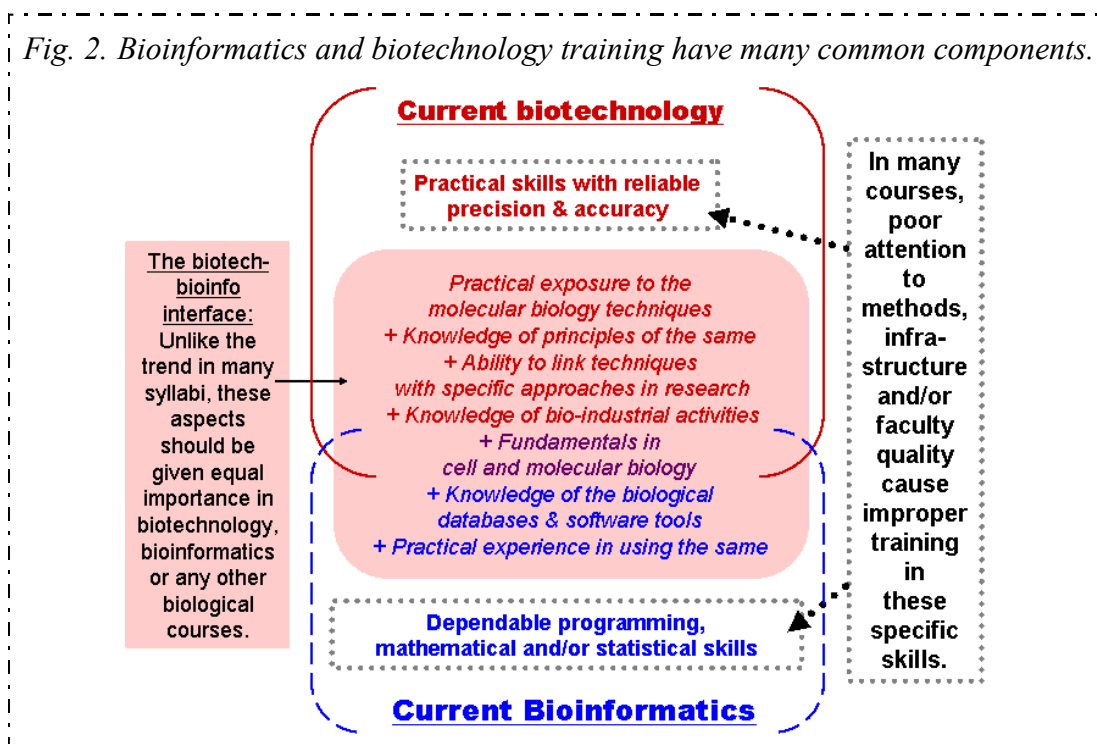 Fig. 2. Bioinformatics and biotechnology training have many common components.
Current biotechnology
Practical skills with reliable
precision & accuracy
The biotech-
bioinfo
interface:
Unlike the
trend in many
syllabi, these
aspects
should be
given equal
importance in
biotechnology,
bioinformatics
or any other
biological
courses.
Practical exposure to the
molecular biology techniques
+ Knowledge of principles of the same
+ Ability to link techniques
with specific approaches in research
+ Knowledge of bio-industrial activities
+ Fundamentals in
cell and molecular biology
+ Knowledge of the biological
databases & software tools
+ Practical experience in using the same
Dependable programming,
mathematical and/or statistical skills
Current Bioinformatics
In many
courses,
poor
attention
to
methods,
infra-
structure
and/or
faculty
quality
cause
improper
training
in
these
specific
skills.